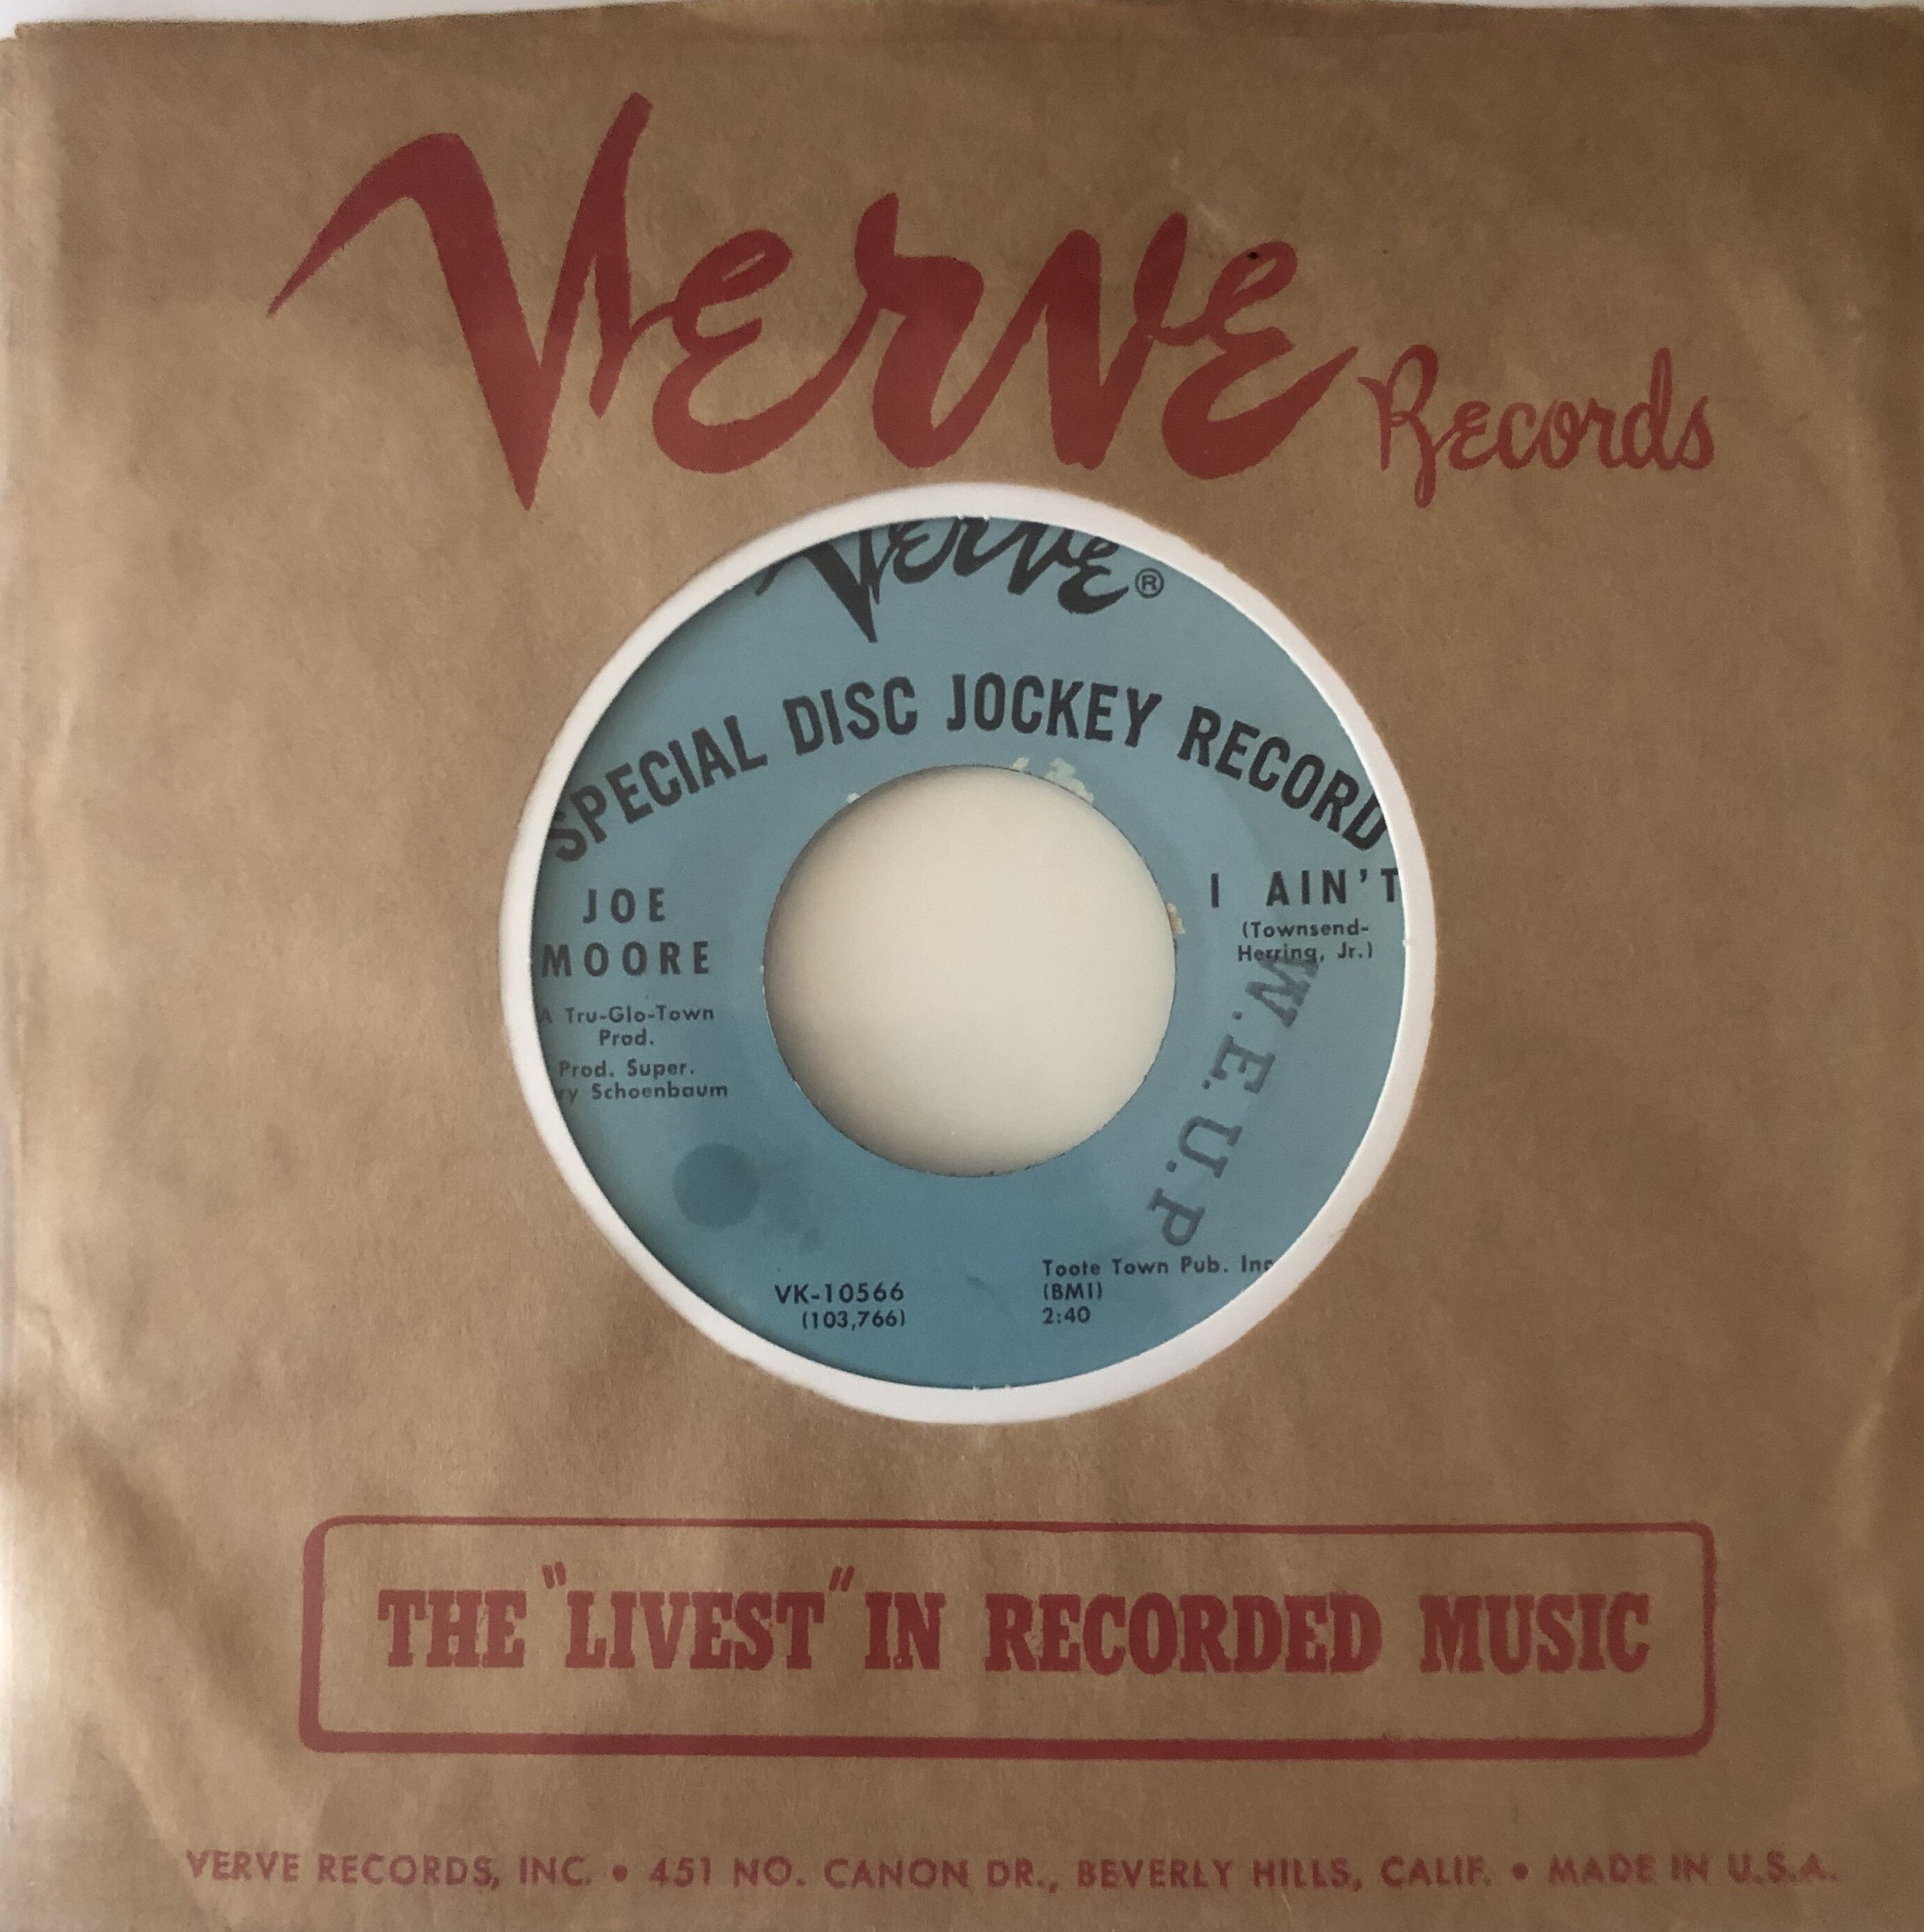 Verve Records
Verve®
SPECIAL DISC JOCKEY RECORD
JOE
MOORE
A Tru-Glo-Town
Prod.
Prod. Super.
ry Schoenbaum
I AIN'T
(Townsend-
Herring, Jr.)
W.E.U.P
VK-10566
(103,766)
Toote Town Pub. Inc
(BMI)
2:40
THE "LIVEST" IN RECORDED MUSIC
VERVE RECORDS, INC. • 451 NO. CANON DR., BEVERLY HILLS, CALIF. • MADE IN U.S.A.